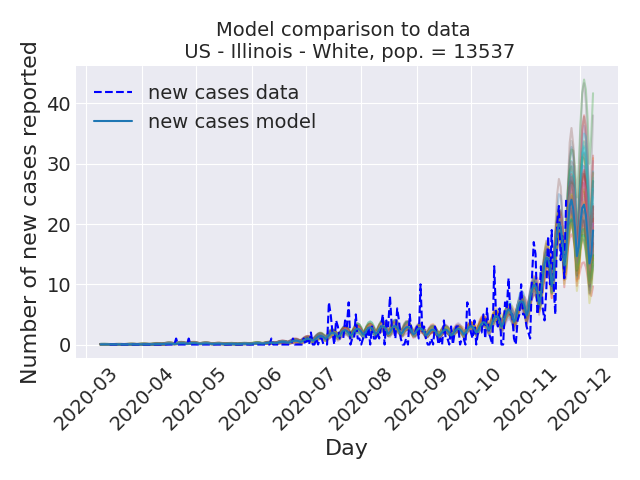 Model comparison to data
US - Illinois - White, pop. = 13537
Number of new cases reported
new cases data
new cases model
40
30
20
10
0
2020-03
2020-04
2020-05
2020-06
2020-07
2020-08
2020-09
2020-10
2020-11
2020-12
Day